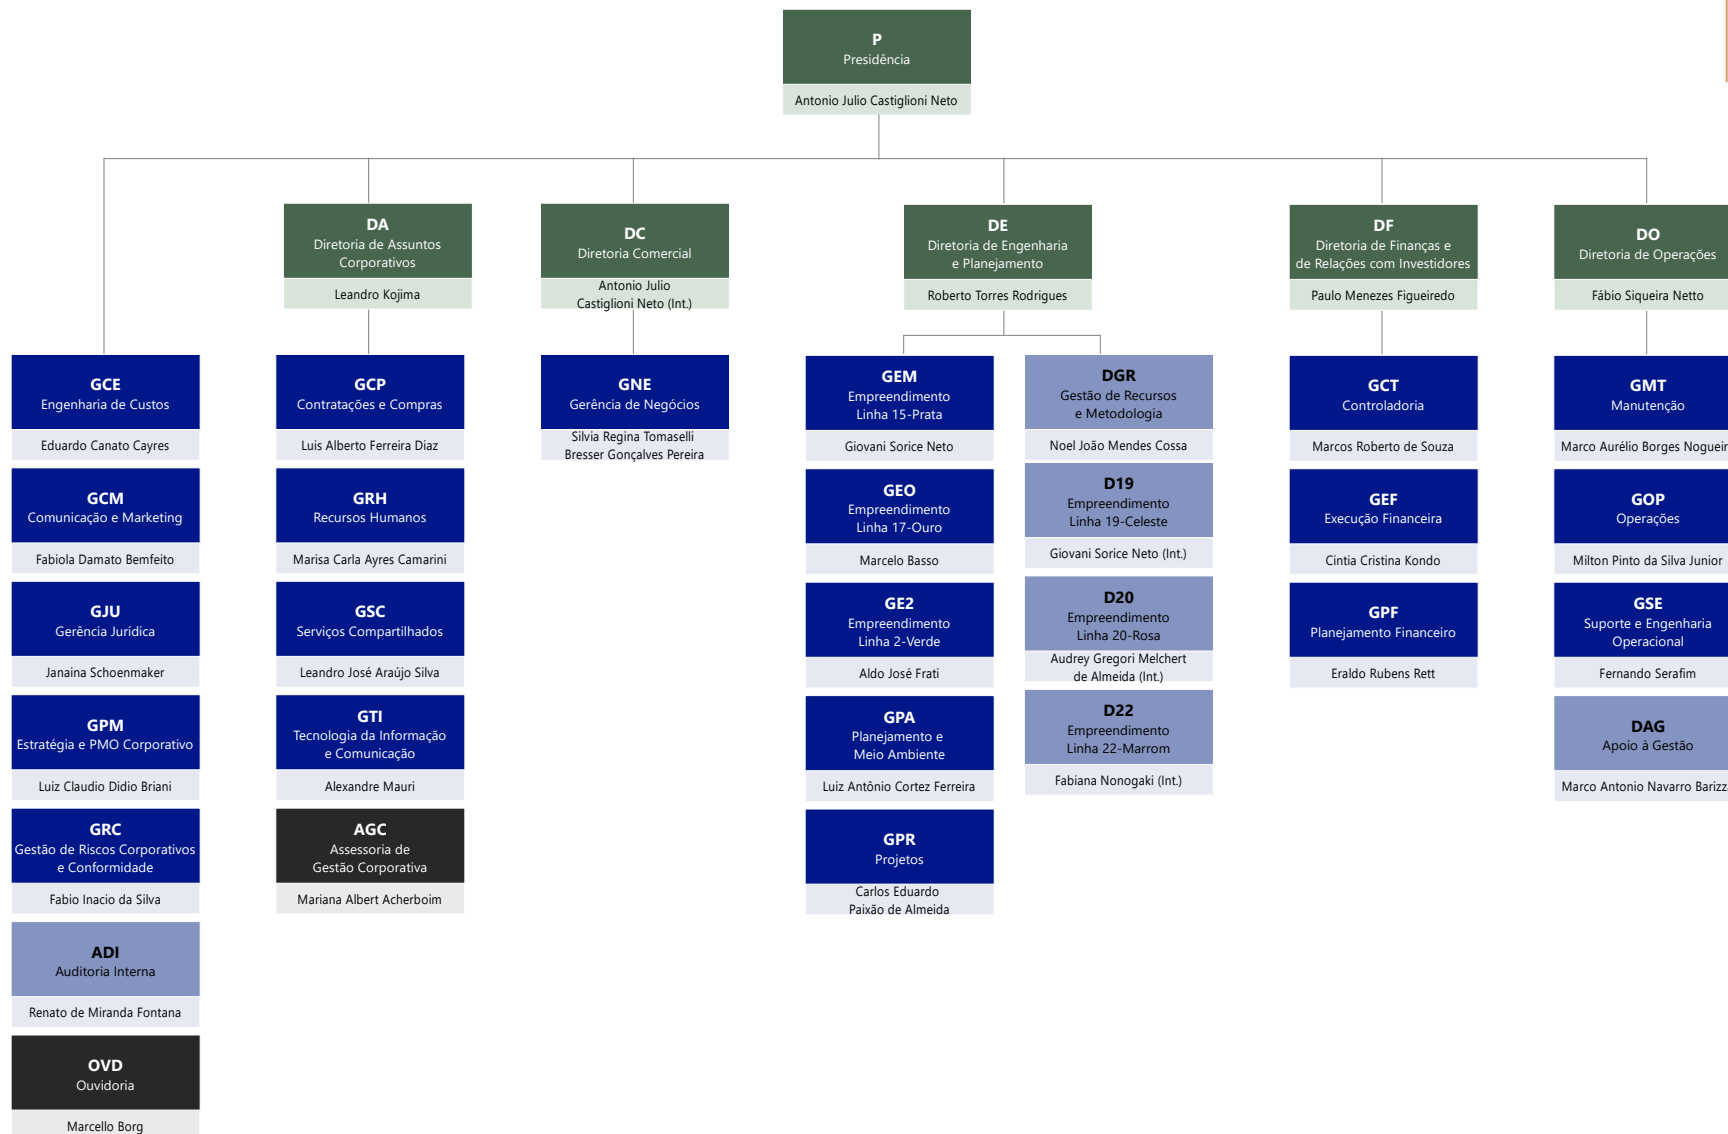 P
Presidência
Antonio Julio Castiglioni Neto
DA
Diretoria de Assuntos
Corporativos
Leandro Kojima
DC
Diretoria Comercial
Antonio Julio
Castiglioni Neto (Int.)
DE
Diretoria de Engenharia
e Planejamento
Roberto Torres Rodrigues
DF
Diretoria de Finanças e
de Relações com Investidores
Paulo Menezes Figueiredo
DO
Diretoria de Operações
Fábio Siqueira Netto
GCE
Engenharia de Custos
Eduardo Canato Cayres
GCM
Comunicação e Marketing
Fabiola Damato Bemfeito
GJU
Gerência Jurídica
Janaina Schoenmaker
GPM
Estratégia e PMO Corporativo
Luiz Claudio Didio Briani
GRC
Gestão de Riscos Corporativos
e Conformidade
Fabio Inacio da Silva
ADI
Auditoria Interna
Renato de Miranda Fontana
OVD
Ouvidoria
Marcello Borg
GCP
Contratações e Compras
Luis Alberto Ferreira Diaz
GRH
Recursos Humanos
Marisa Carla Ayres Camarini
GSC
Serviços Compartilhados
Leandro José Araújo Silva
GTI
Tecnologia da Informação
e Comunicação
Alexandre Mauri
AGC
Assessoria de
Gestão Corporativa
Mariana Albert Acherboim
GNE
Gerência de Negócios
Silvia Regina Tomaselli
Bresser Gonçalves Pereira
GEM
Empreendimento
Linha 15-Prata
Giovani Sorice Neto
GEO
Empreendimento
Linha 17-Ouro
Marcelo Basso
GE2
Empreendimento
Linha 2-Verde
Aldo José Frati
GPA
Planejamento e
Meio Ambiente
Luiz Antônio Cortez Ferreira
GPR
Projetos
Carlos Eduardo
Paixão de Almeida
DGR
Gestão de Recursos
e Metodologia
Noel João Mendes Cossa
D19
Empreendimento
Linha 19-Celeste
Giovani Sorice Neto (Int.)
D20
Empreendimento
Linha 20-Rosa
Audrey Gregori Melchert
de Almeida (Int.)
D22
Empreendimento
Linha 22-Marrom
Fabiana Nonogaki (Int.)
GCT
Controladoria
Marcos Roberto de Souza
GEF
Execução Financeira
Cintia Cristina Kondo
GPF
Planejamento Financeiro
Eraldo Rubens Rett
GMT
Manutenção
Marco Aurélio Borges
GOP
Operações
Milton Pinto da Silva Junior
GSE
Suporte e Engenharia
Operacional
Fernando Serafim
DAG
Apoio à Gestão
Marco Antonio Navarro